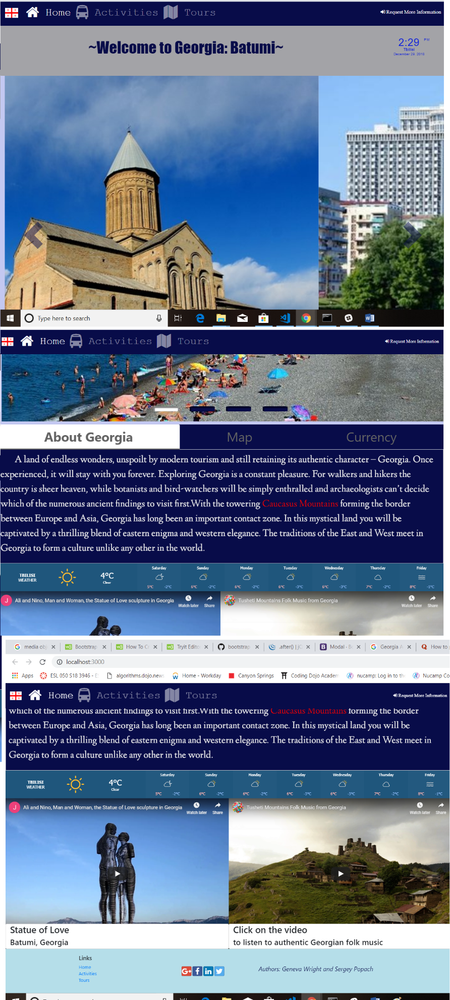 Home Activities Tours Request More Information
~Welcome to Georgia: Batumi~
2:29 PM
Tbilisi
December 29, 2018
Type here to search
Home Activities Tours Request More Information
About Georgia Map Currency
A land of endless wonders, unspoilt by modern tourism and still retaining its authentic character – Georgia. Once
experienced, it will stay with you forever. Exploring Georgia is a constant pleasure. For walkers and hikers the
country is sheer heaven, while botanists and bird-watchers will be simply enthralled and archaeologists can't decide
which of the numerous ancient findings to visit first.With the towering Caucasus Mountains forming the border
between Europe and Asia, Georgia has long been an important contact zone. In this mystical land you will be
captivated by a thrilling blend of eastern enigma and western elegance. The traditions of the East and West meet in
Georgia to form a culture unlike any other in the world.
Saturday Sunday Monday Tuesday Wednesday Thursday Friday
TBILISI 4°C
WEATHER Clear
5°C -2°C 6°C -2°C 6°C -2°C 6°C -3°C 6°C -3°C 7°C -2°C 8°C -1°C
J Ali and Nino, Man and Woman, the Statue of Love sculpture in Georgia Watch later Share
Tusheti Mountains Folk Music from Georgia Watch later Share
media obj Bootstrap How To C Tryit Edito bootstrap .after() | jQ Modal · B Georgia A How to
localhost:3000
Apps ESL 050 S18 3946 - E algorithms.dojo.news Home - Workday Canyon Springs Coding Dojo Academ nucamp: Log in to th Nucamp Co
Home Activities Tours Request More Information
which of the numerous ancient findings to visit first.With the towering Caucasus Mountains forming the border
between Europe and Asia, Georgia has long been an important contact zone. In this mystical land you will be
captivated by a thrilling blend of eastern enigma and western elegance. The traditions of the East and West meet in
Georgia to form a culture unlike any other in the world.
Saturday Sunday Monday Tuesday Wednesday Thursday Friday
TBILISI 4°C
WEATHER Clear
5°C -2°C 6°C -2°C 6°C -2°C 6°C -3°C 6°C -3°C 7°C -2°C 8°C -1°C
J Ali and Nino, Man and Woman, the Statue of Love sculpture in Georgia Watch later Share
Tusheti Mountains Folk Music from Georgia Watch later Share
Statue of Love
Batumi, Georgia
Click on the video
to listen to authentic Georgian folk music
Links
Home
Activities
Tours
G+ f in
Authors: Geneva Wright and Sergey Popach